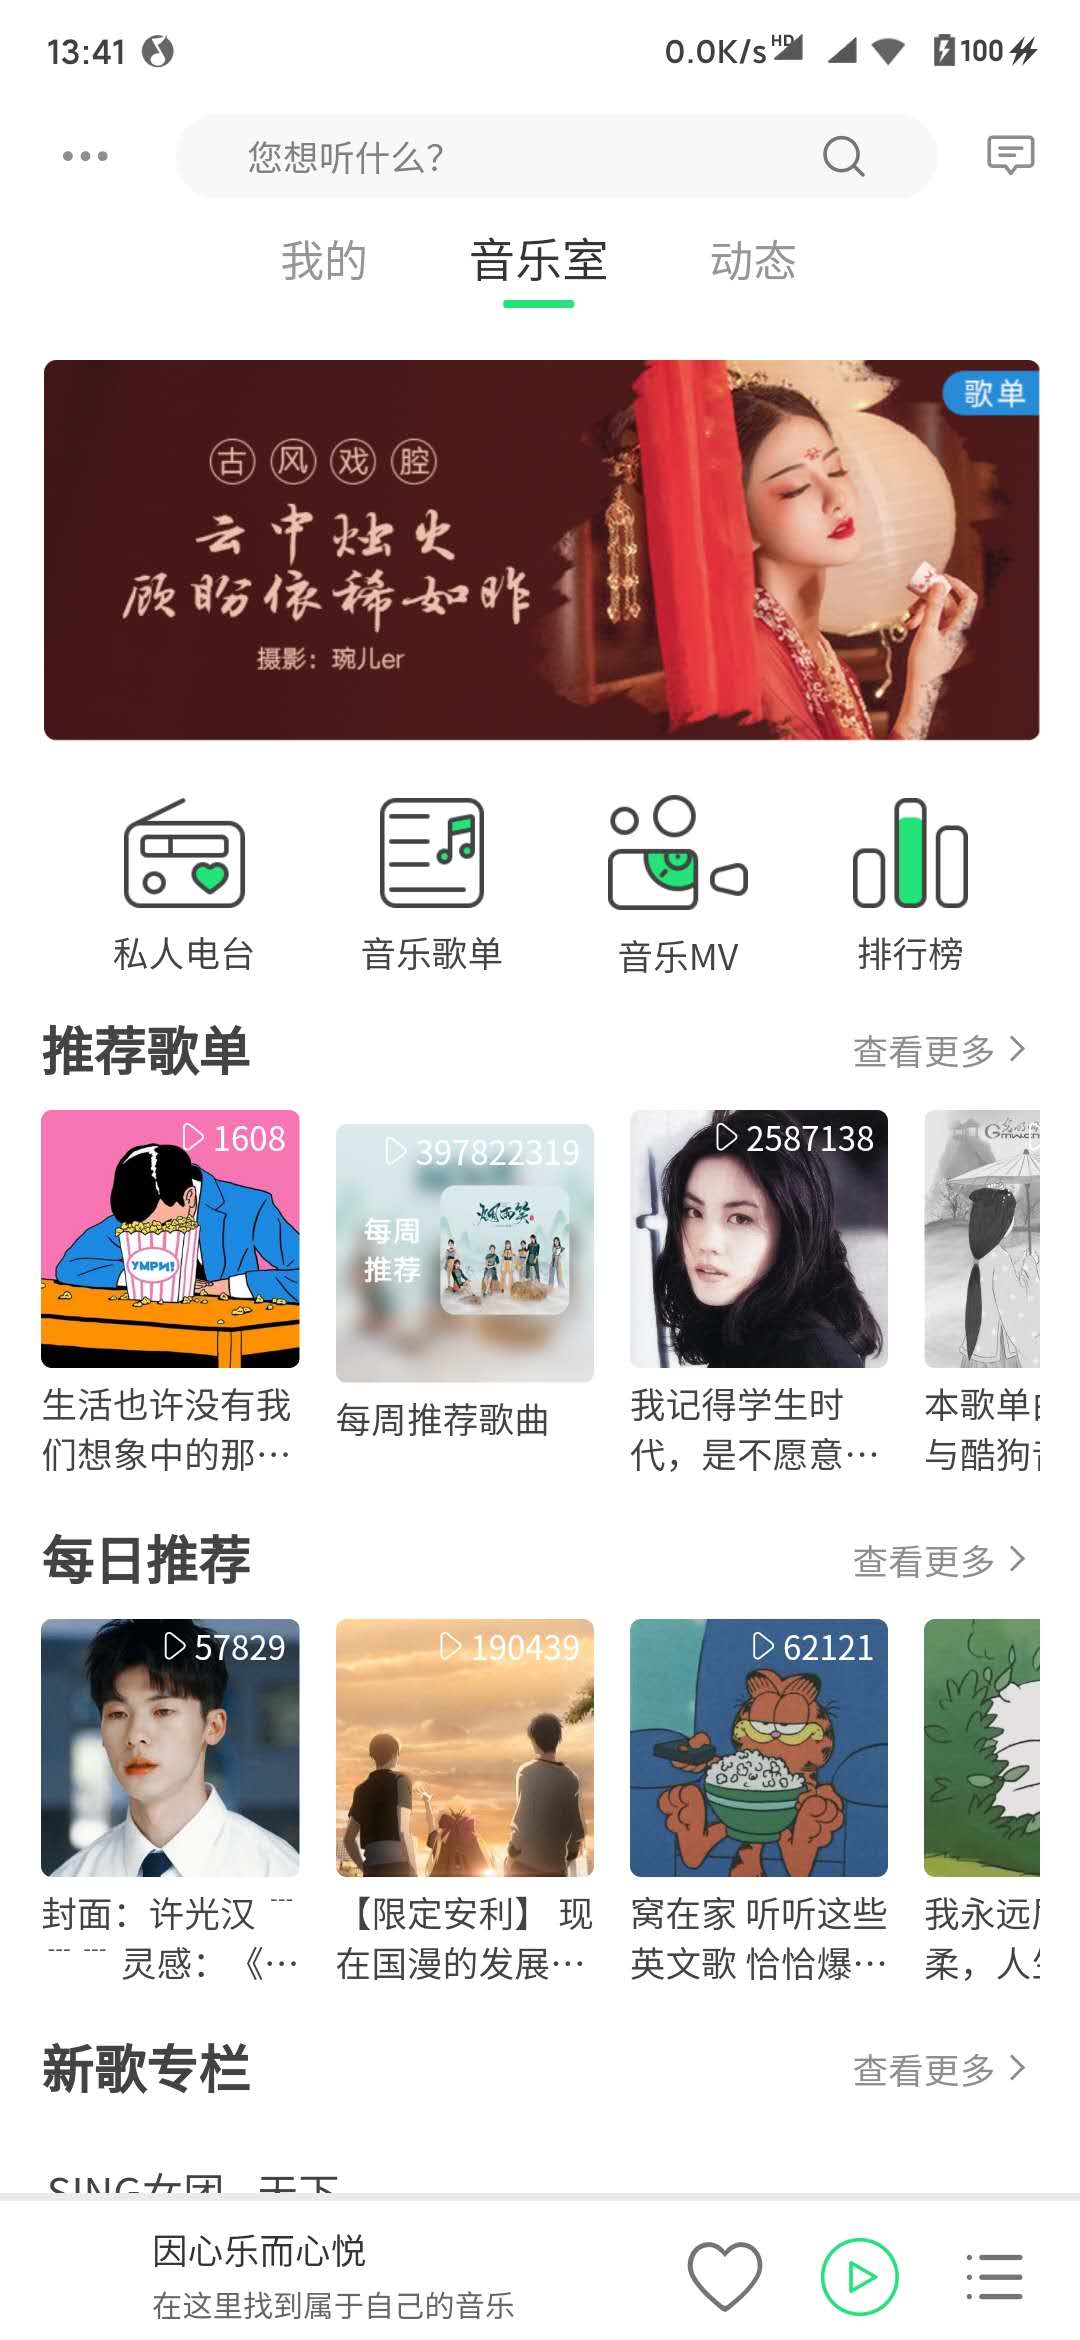 13:41
0.0K/s HD 100
您想听什么?
我的 音乐室 动态
歌单
古风戏腔
云中烛火
顾盼依稀如昨
摄影：琬儿er
私人电台 音乐歌单 音乐MV 排行榜
推荐歌单 查看更多
1608 397822319 2587138
每周
推荐
烟雨笑
УМРИ!
生活也许没有我
们想象中的那…
每周推荐歌曲
我记得学生时
代，是不愿意…
本歌单
与酷狗
每日推荐 查看更多
57829 190439 62121
封面：许光汉 ---
--- --- 灵感：《…
【限定安利】 现
在国漫的发展…
窝在家 听听这些
英文歌 恰恰爆…
我永远
柔，人
新歌专栏 查看更多
SING女团 - 天下
因心乐而心悦
在这里找到属于自己的音乐